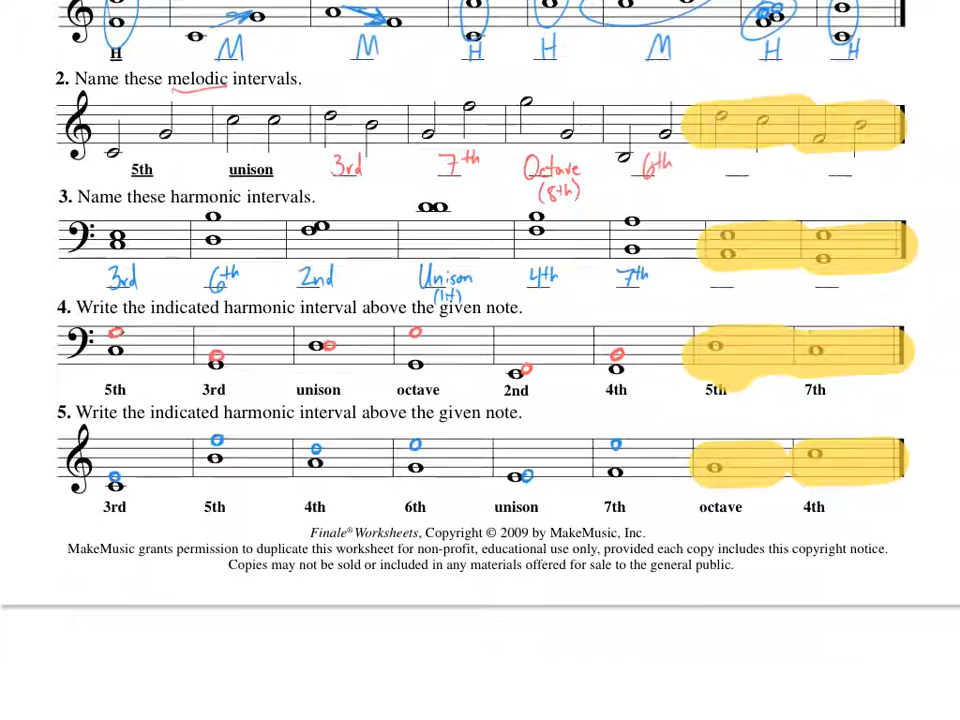 H M M H H M H H
2. Name these melodic intervals.
5th unison 3rd 7th Octave 6th
(8th)
3. Name these harmonic intervals.
3rd 6th 2nd Unison 4th 7th
(1st)
4. Write the indicated harmonic interval above the given note.
5th 3rd unison octave 2nd 4th 5th 7th
5. Write the indicated harmonic interval above the given note.
3rd 5th 4th 6th unison 7th octave 4th
Finale® Worksheets, Copyright © 2009 by MakeMusic, Inc.
MakeMusic grants permission to duplicate this worksheet for non-profit, educational use only, provided each copy includes this copyright notice.
Copies may not be sold or included in any materials offered for sale to the general public.